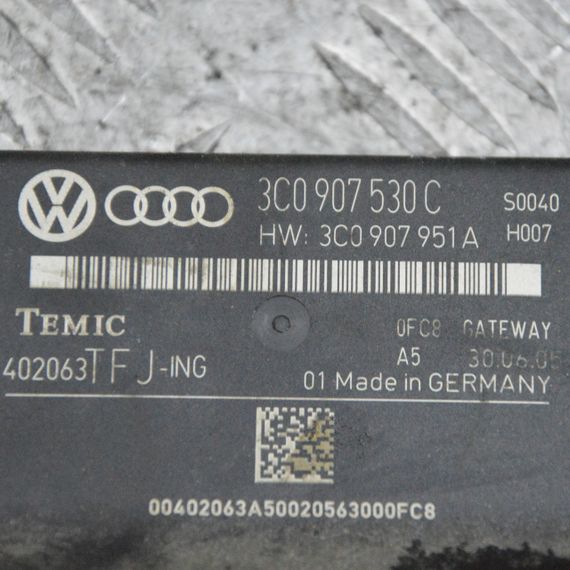 VW 3C0 907 530 C S0040
HW: 3C0 907 951 A H007
TEMIC 0FC8 GATEWAY
402063TFJ-ING A5 30.06.05
01 Made in GERMANY
00402063A50020563000FC8